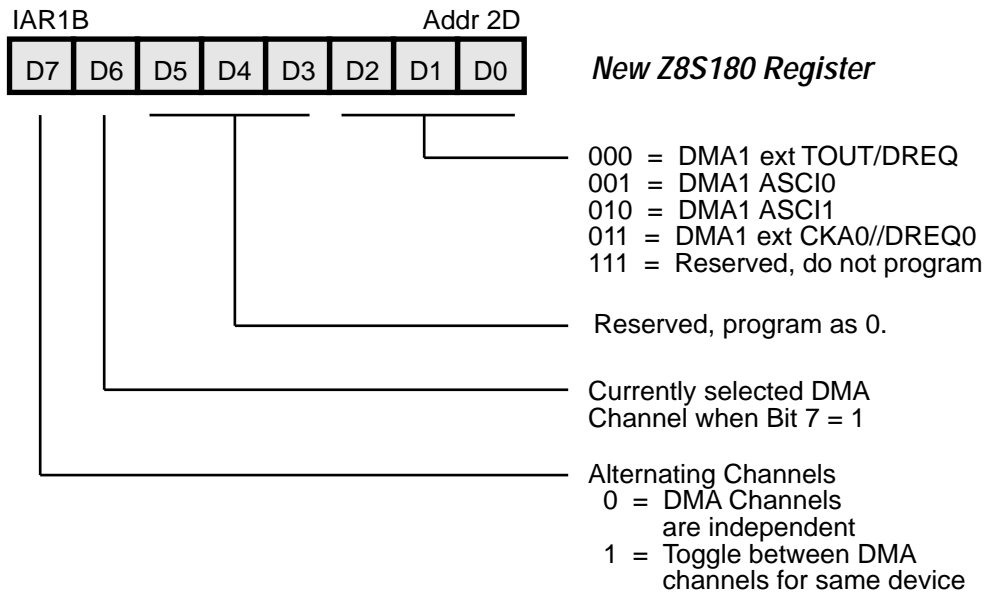 IAR1B Addr 2D
D7 D6 D5 D4 D3 D2 D1 D0
New Z8S180 Register
000 = DMA1 ext TOUT/DREQ
001 = DMA1 ASCI0
010 = DMA1 ASCI1
011 = DMA1 ext CKA0//DREQ0
111 = Reserved, do not program
Reserved, program as 0.
Currently selected DMA
Channel when Bit 7 = 1
Alternating Channels
0 = DMA Channels
are independent
1 = Toggle between DMA
channels for same device